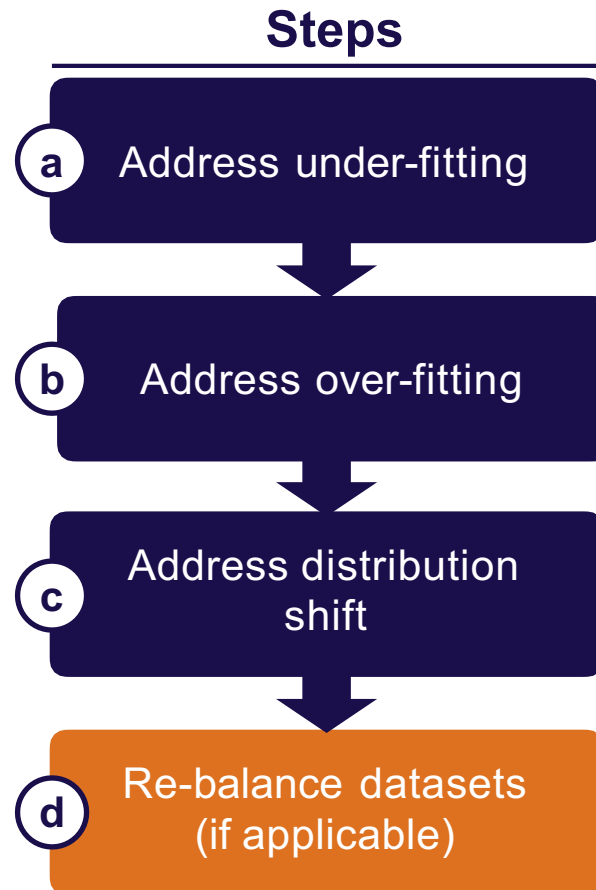 Steps
a
Address under-fitting
b
Address over-fitting
c
Address distribution
shift
d
Re-balance datasets
(if applicable)